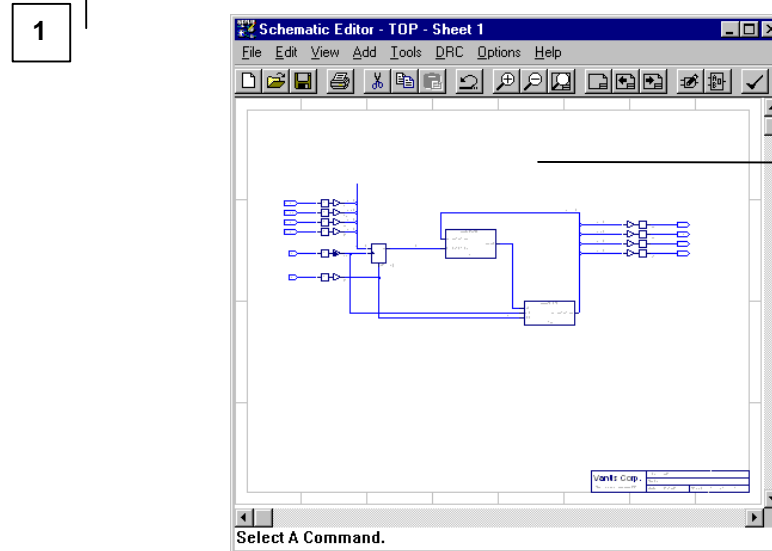 1
Schematic Editor - TOP - Sheet 1
File Edit View Add Tools DRC Options Help
Vantis Corp.
Select A Command.